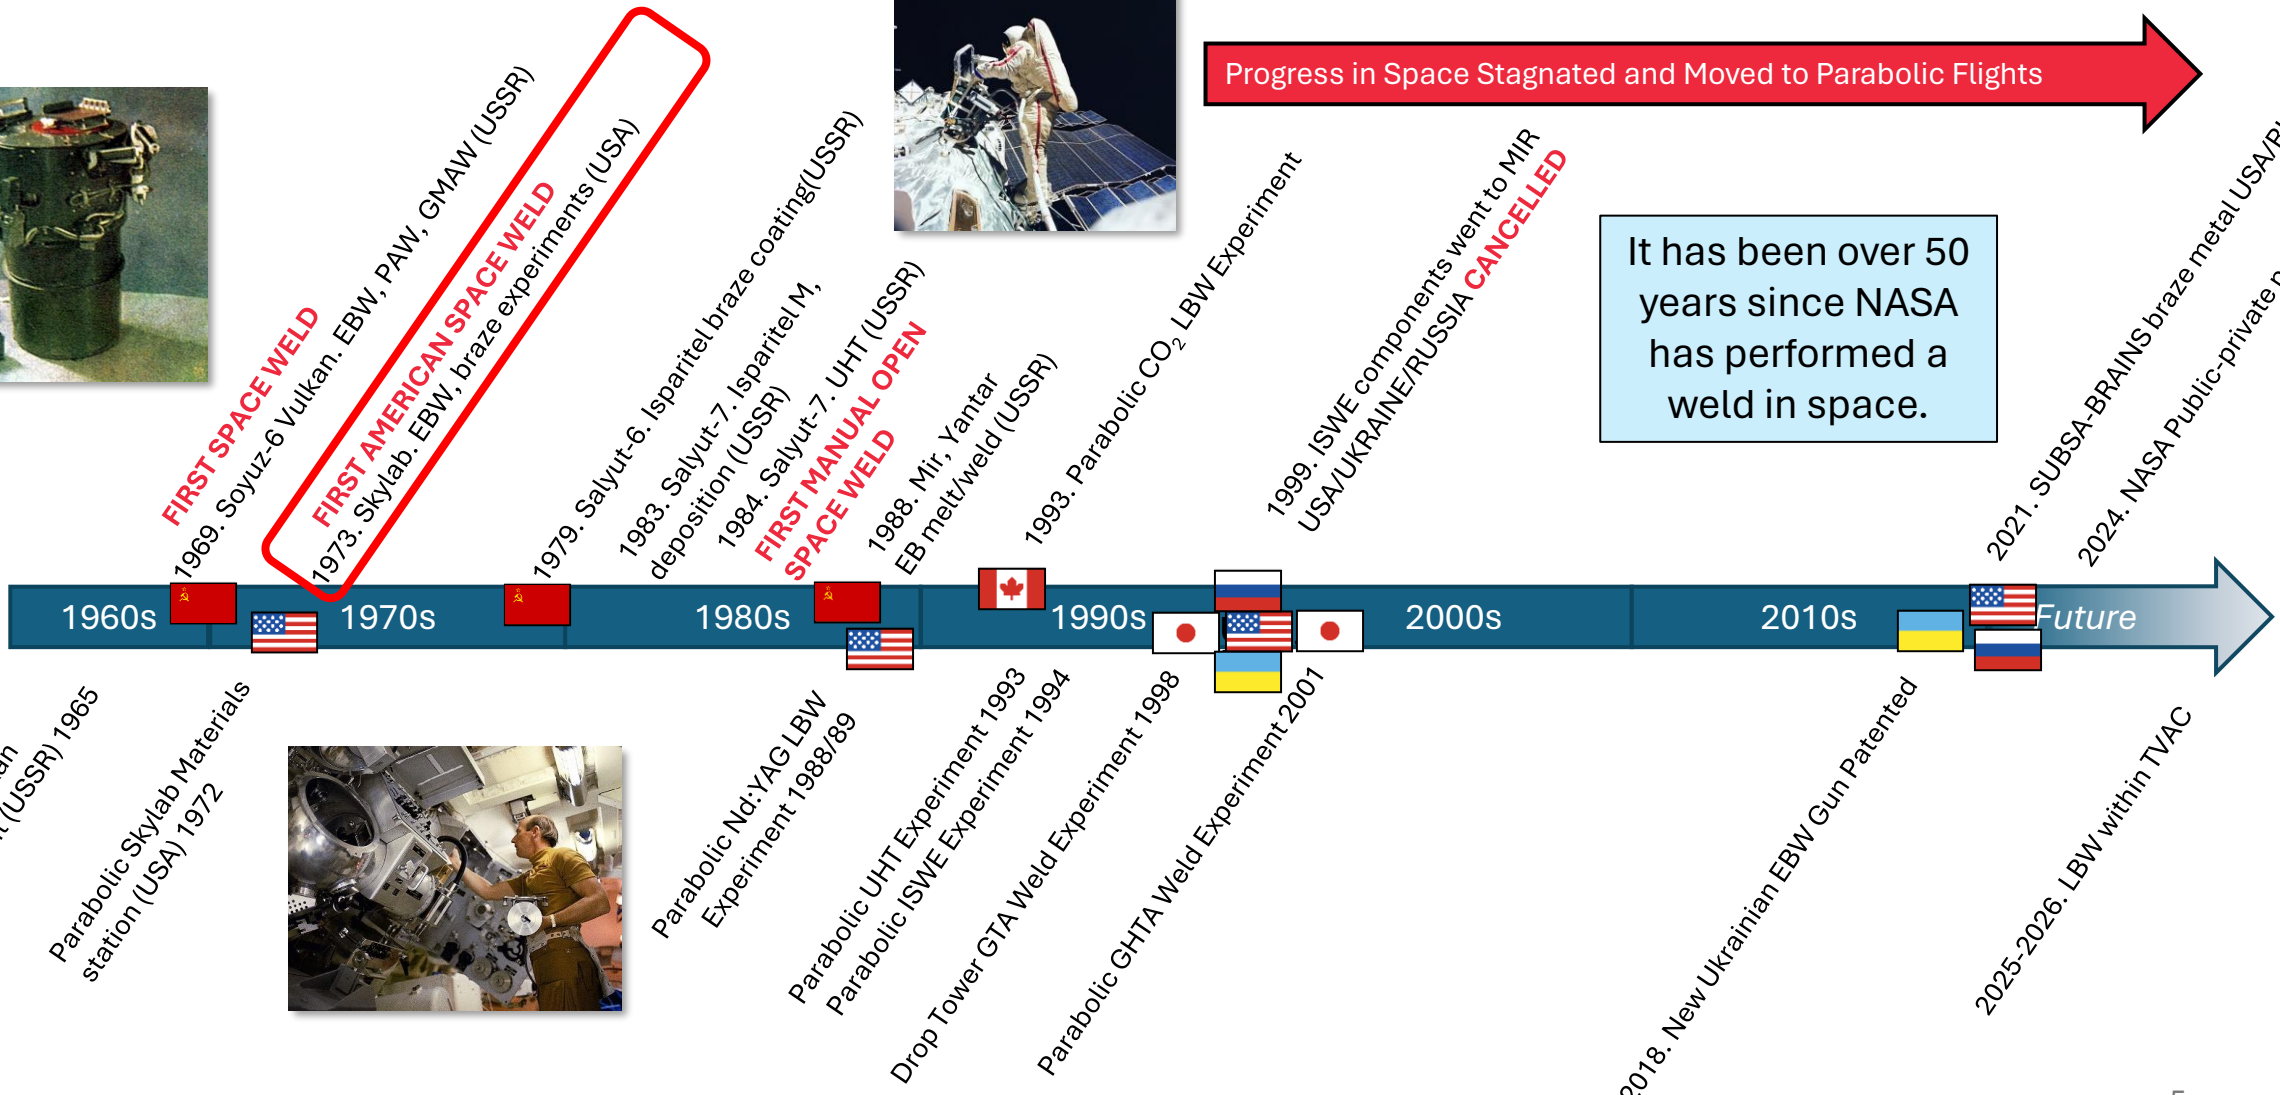 Progress in Space Stagnated and Moved to Parabolic Flights
FIRST SPACE WELD
1969. Soyuz-6 Vulkan. EBW, PAW, GMAW (USSR)
FIRST AMERICAN SPACE WELD
1973. Skylab. EBW, braze experiments (USA)
1979. Salyut-6. Isparitel braze coating(USSR)
1983. Salyut-7. Isparitel M,
deposition (USSR)
1984. Salyut-7. UHT (USSR)
FIRST MANUAL OPEN
SPACE WELD
1988. Mir, Yantar
EB melt/weld (USSR)
1993. Parabolic CO2 LBW Experiment
1999. ISWE components went to MIR
USA/UKRAINE/RUSSIA CANCELLED
It has been over 50
years since NASA
has performed a
weld in space.
2021. SUBSA-BRAINS braze metal USA/
2024. NASA Public-private
1960s
1970s
1980s
1990s
2000s
2010s
Future
(USSR) 1965
Parabolic Skylab Materials
station (USA) 1972
Parabolic Nd:YAG LBW
Experiment 1988/89
Parabolic UHT Experiment 1993
Parabolic ISWE Experiment 1994
Drop Tower GTA Weld Experiment 1998
Parabolic GHTA Weld Experiment 2001
2018. New Ukrainian EBW Gun Patented
2025-2026. LBW within TVAC